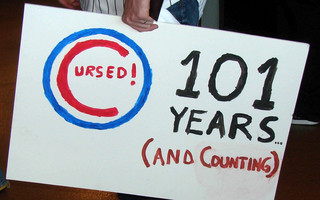 CURSED!
101
YEARS...
(AND COUNTING)